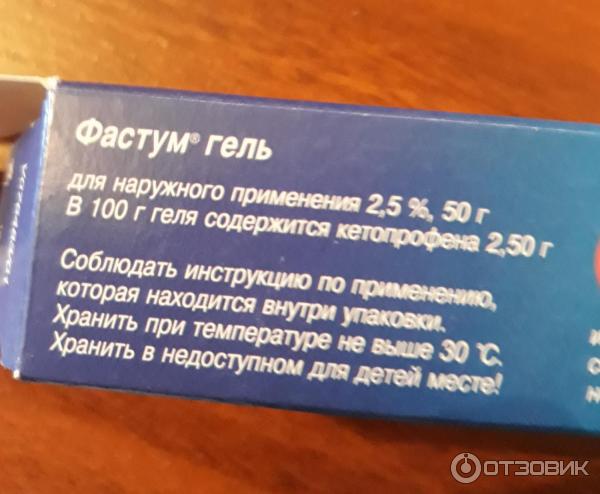 Фастум® гель
для наружного применения 2,5 %, 50 г
В 100 г геля содержится кетопрофена 2,50 г
Соблюдать инструкцию по применению,
которая находится внутри упаковки.
Хранить при температуре не выше 30 °С.
Хранить в недоступном для детей месте!
ОТЗОВИК